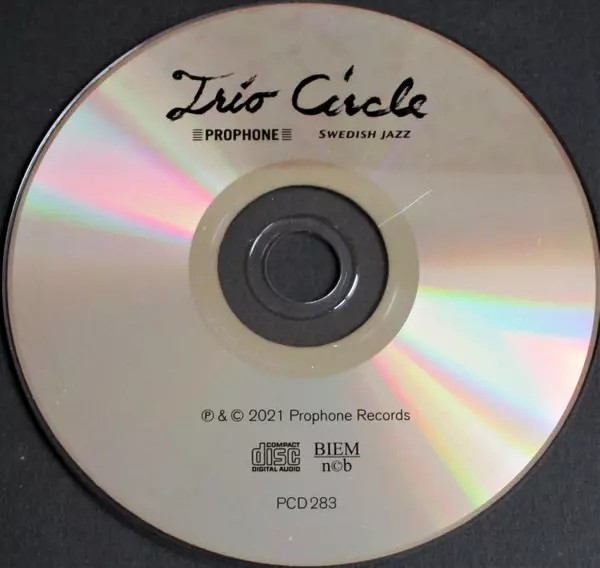 Trio Circle
PROPHONE SWEDISH JAZZ
℗ & © 2021 Prophone Records
COMPACT
disc
DIGITAL AUDIO
BIEM
n©b
PCD 283